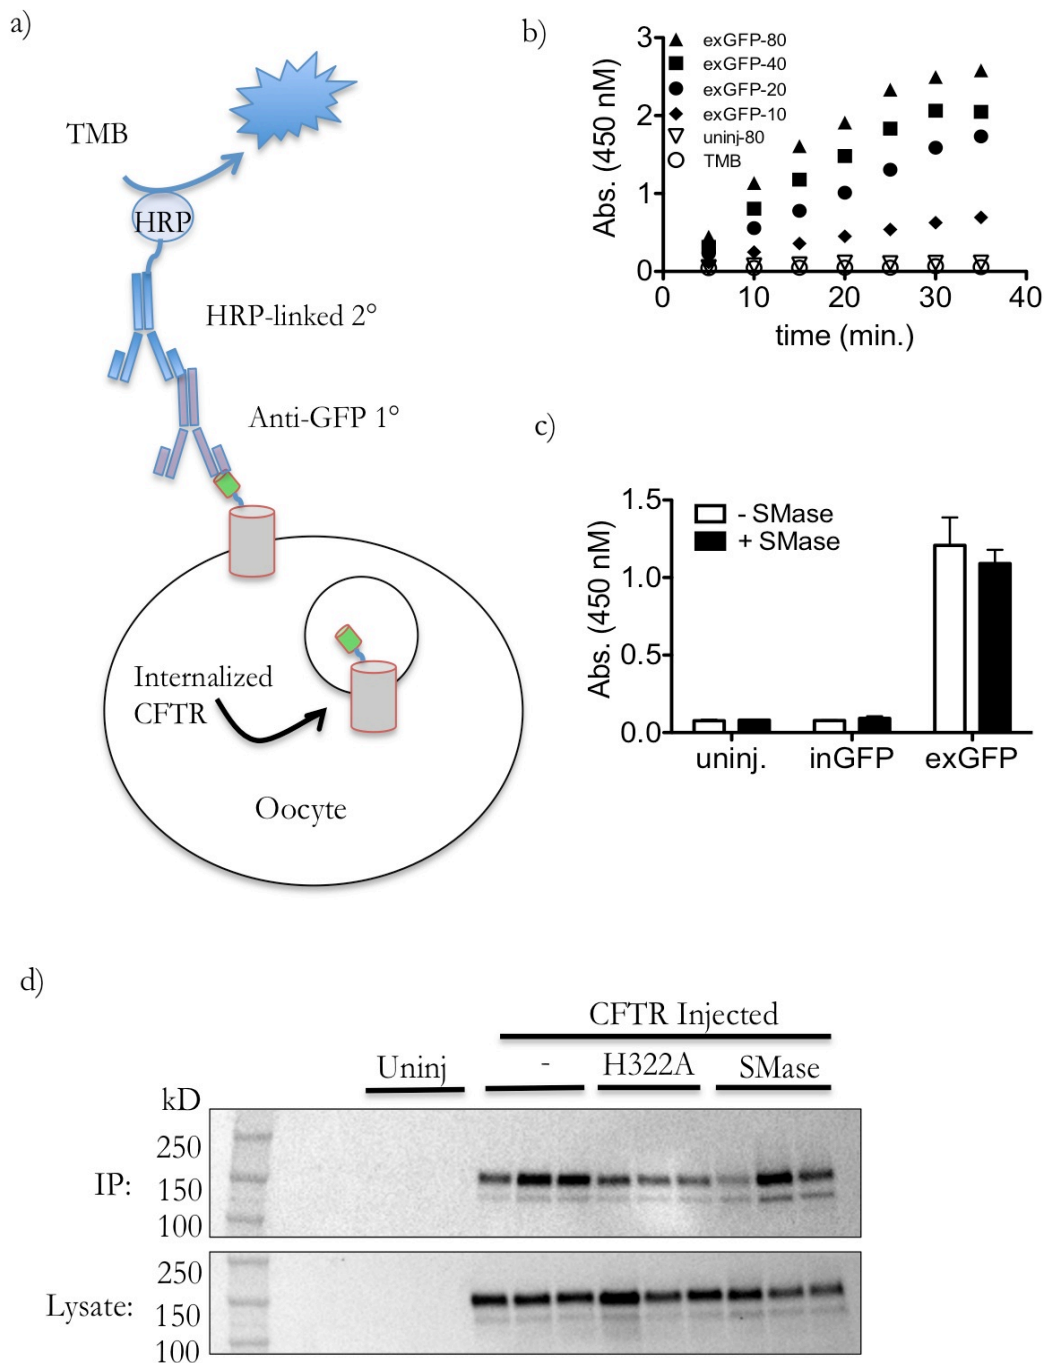 a)
TMB
HRP
HRP-linked 2°
Anti-GFP 1°
Internalized
CFTR
Oocyte
b)
Abs. (450 nM)
3
2
1
0
exGFP-80
exGFP-40
exGFP-20
exGFP-10
uninj-80
TMB
0 10 20 30 40
time (min.)
c)
Abs. (450 nM)
1.5
1.0
0.5
0.0
- SMase
+ SMase
uninj. inGFP exGFP
d)
CFTR Injected
Uninj - H322A SMase
kD
250
IP: 150
100
250
Lysate: 150
100